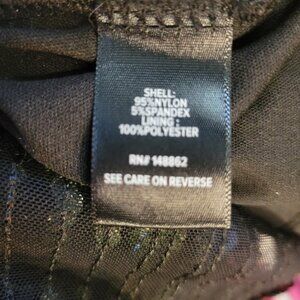 SHELL:
95%NYLON
5%SPANDEX
LINING :
100%POLYESTER
RN# 148862
SEE CARE ON REVERSE